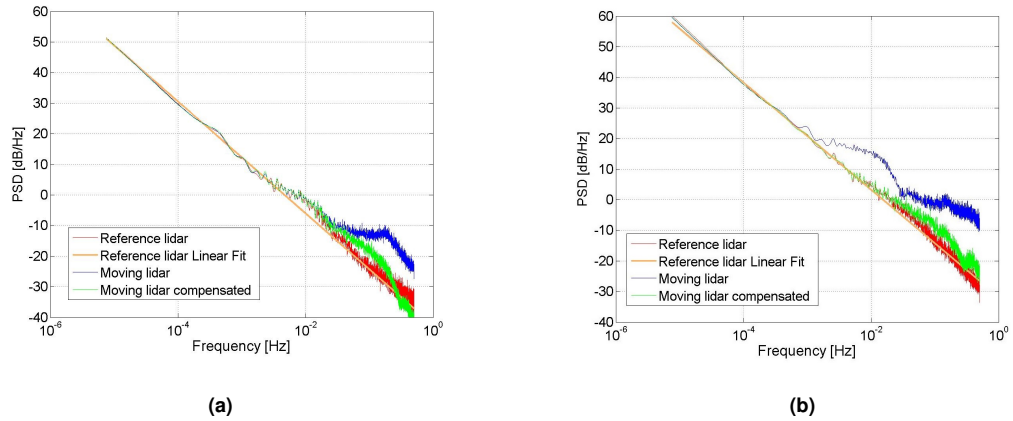 60
50
40
30
20
10
0
-10
-20
-30
-40
PSD [dB/Hz]
Reference lidar
Reference lidar Linear Fit
Moving lidar
Moving lidar compensated
10^-6
10^-4
10^-2
10^0
Frequency [Hz]
(a)
60
50
40
30
20
10
0
-10
-20
-30
-40
PSD [dB/Hz]
Reference lidar
Reference lidar Linear Fit
Moving lidar
Moving lidar compensated
10^-6
10^-4
10^-2
10^0
Frequency [Hz]
(b)